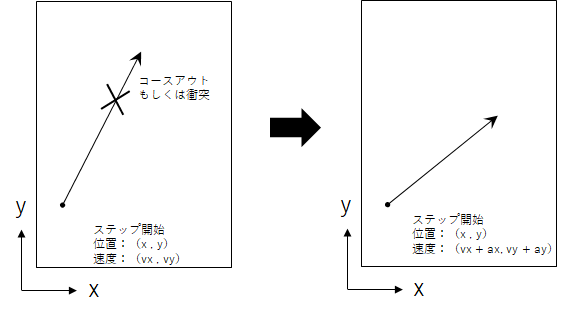 コースアウト
もしくは衝突
y
ステップ開始
位置：（x , y）
速度：（vx , vy）
x
y
ステップ開始
位置：（x , y）
速度：（vx + ax, vy + ay）
x